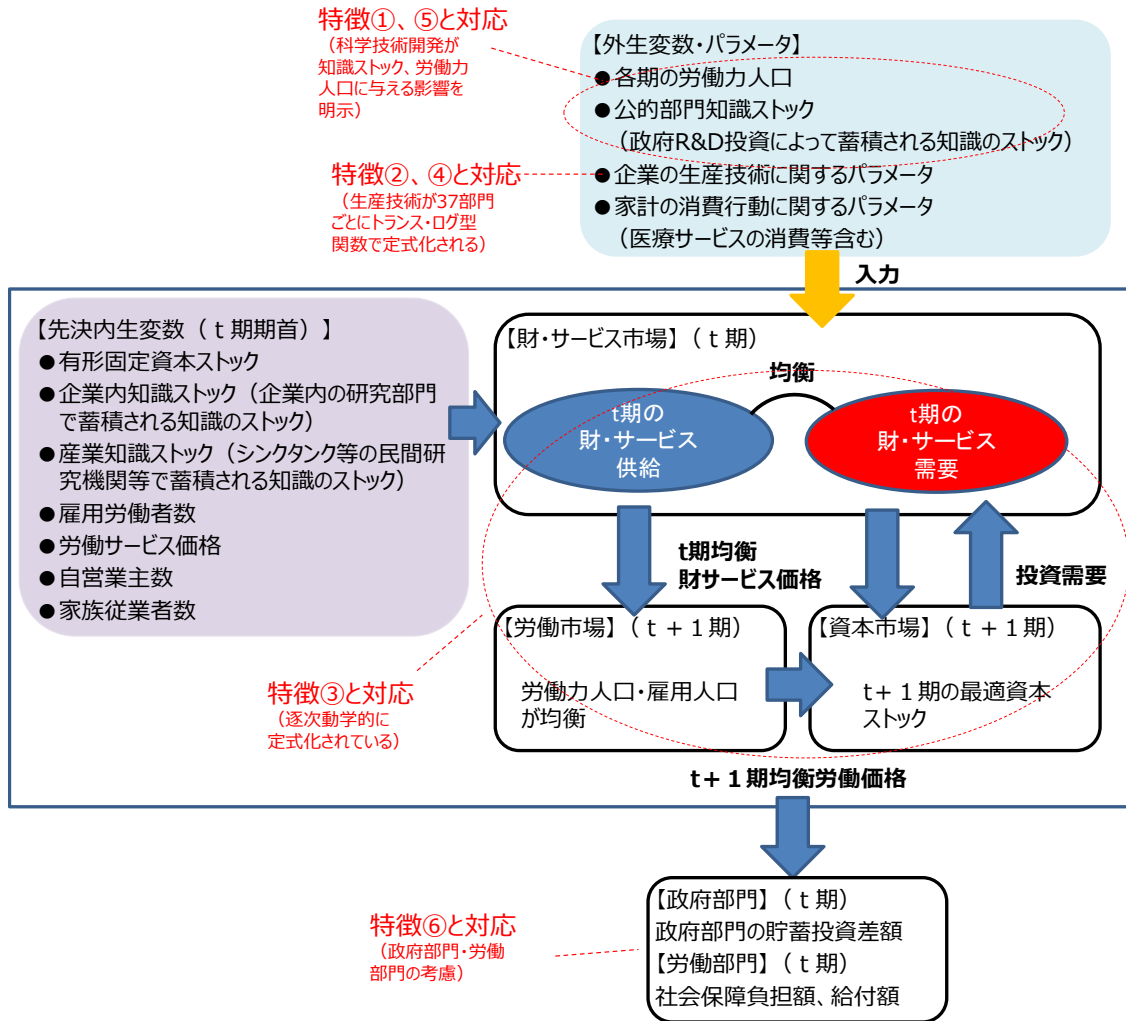 特徴①、⑤と対応
（科学技術開発が
知識ストック、労働力
人口に与える影響を
明示）
【外生変数・パラメータ】
●各期の労働力人口
●公的部門知識ストック
（政府R&D投資によって蓄積される知識のストック）
●企業の生産技術に関するパラメータ
●家計の消費行動に関するパラメータ
（医療サービスの消費等含む）
特徴②、④と対応
（生産技術が37部門
ごとにトランス・ログ型
関数で定式化される）
入力
【先決内生変数（ｔ期期首）】
●有形固定資本ストック
●企業内知識ストック（企業内の研究部門
で蓄積される知識のストック）
●産業知識ストック（シンクタンク等の民間研
究機関等で蓄積される知識のストック）
●雇用労働者数
●労働サービス価格
●自営業主数
●家族従業者数
【財・サービス市場】（ｔ期）
均衡
t期の
財・サービス
供給
t期の
財・サービス
需要
t期均衡
財サービス価格
投資需要
【労働市場】（ｔ＋１期）
労働力人口・雇用人口
が均衡
【資本市場】（ｔ＋１期）
t＋１期の最適資本
ストック
特徴③と対応
（逐次動学的に
定式化されている）
t＋１期均衡労働価格
特徴⑥と対応
（政府部門・労働
部門の考慮）
【政府部門】（ｔ期）
政府部門の貯蓄投資差額
【労働部門】（ｔ期）
社会保障負担額、給付額